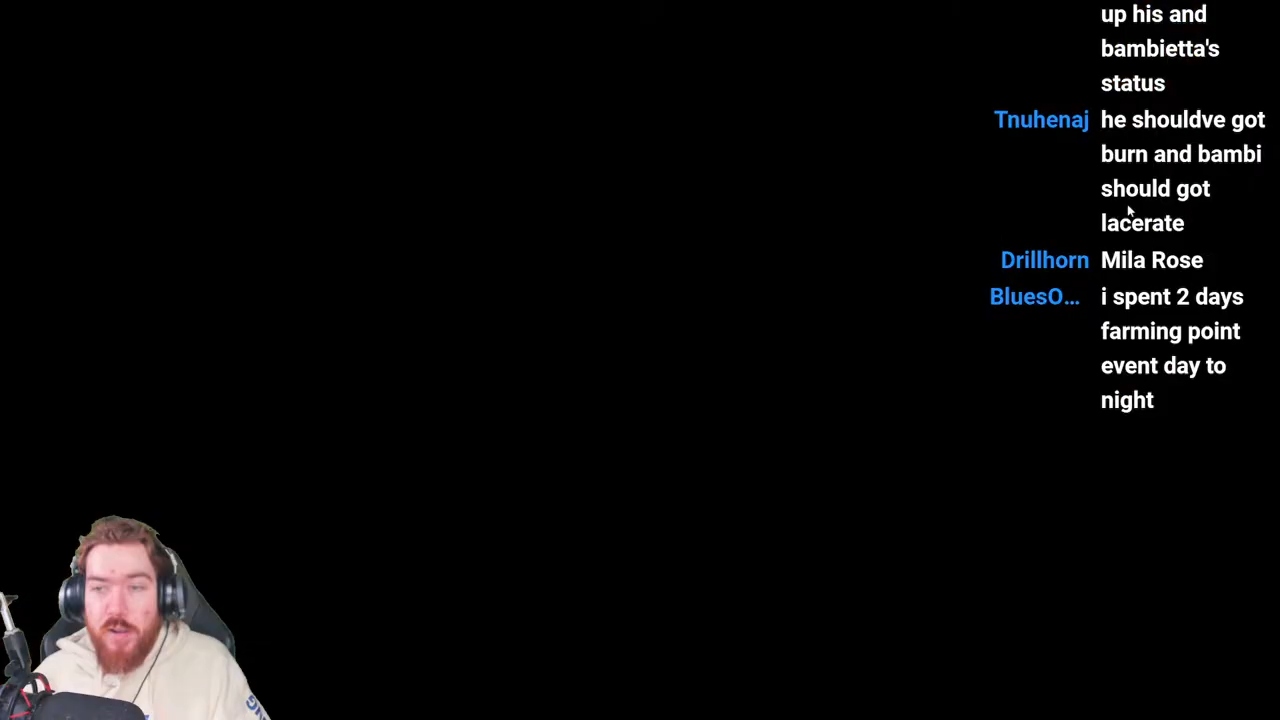 up his and
bambietta's
status
Tnuhenaj he shouldve got
burn and bambi
should got
lacerate
Drillhorn Mila Rose
BluesO... i spent 2 days
farming point
event day to
night